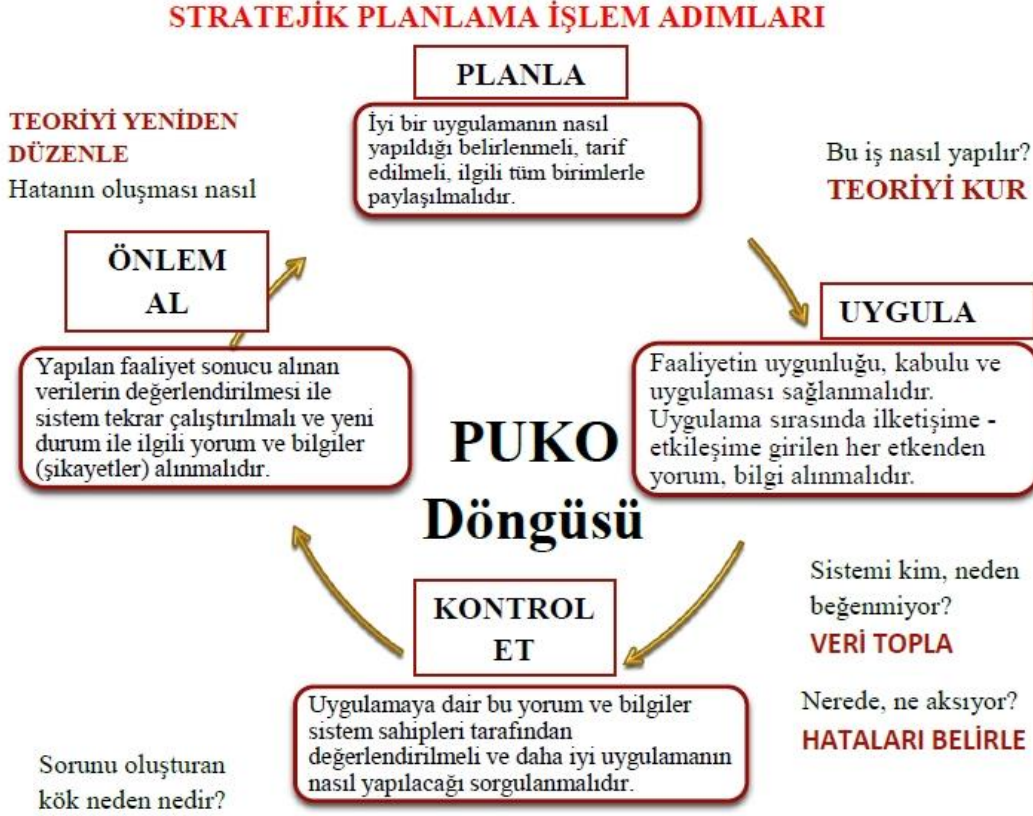 STRATEJİK PLANLAMA İŞLEM ADIMLARI
PLANLA
İyi bir uygulamanın nasıl
yapıldığı belirlenmeli, tarif
edilmeli, ilgili tüm birimlerle
paylaşılmalıdır.
TEORİYİ YENİDEN
DÜZENLE
Hatanın oluşması nasıl
Bu iş nasıl yapılır?
TEORİYİ KUR
ÖNLEM
AL
UYGULA
Yapılan faaliyet sonucu alınan
verilerin değerlendirilmesi ile
sistem tekrar çalıştırılmalı ve yeni
durum ile ilgili yorum ve bilgiler
(şikayetler) alınmalıdır.
Faaliyetin uygunluğu, kabulu ve
uygulaması sağlanmalıdır.
Uygulama sırasında ilketişime -
etkileşime girilen her etkenden
yorum, bilgi alınmalıdır.
PUKO
Döngüsü
KONTROL
ET
Sistemi kim, neden
beğenmiyor?
VERİ TOPLA
Nerede, ne aksıyor?
HATALARI BELİRLE
Uygulamaya dair bu yorum ve bilgiler
sistem sahipleri tarafından
değerlendirilmeli ve daha iyi uygulamanın
nasıl yapılacağı sorgulanmalıdır.
Sorunu oluşturan
kök neden nedir?